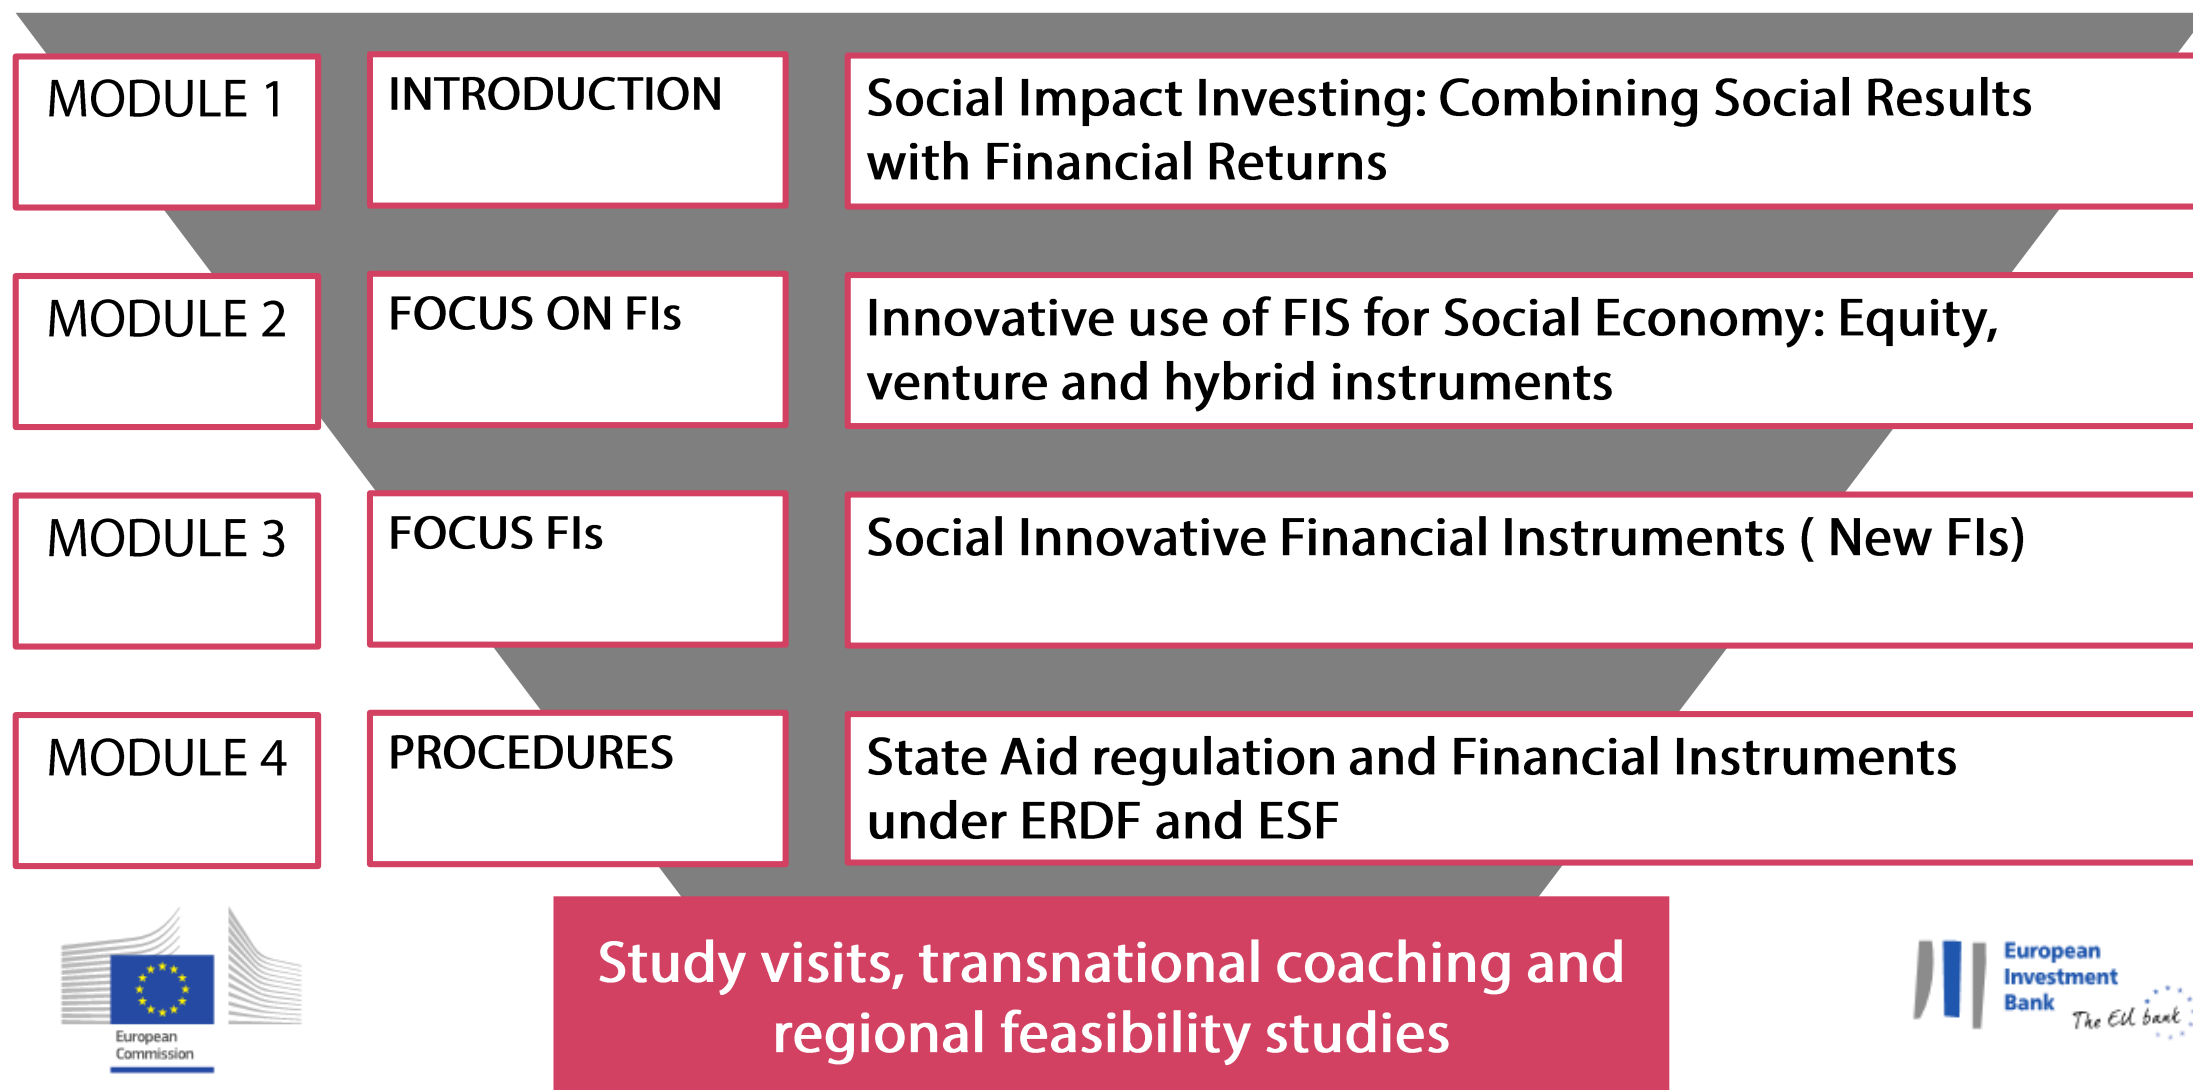 MODULE 1
INTRODUCTION
Social Impact Investing: Combining Social Results
with Financial Returns
MODULE 2
FOCUS ON FIs
Innovative use of FIS for Social Economy: Equity,
venture and hybrid instruments
MODULE 3
FOCUS FIs
Social Innovative Financial Instruments ( New FIs)
MODULE 4
PROCEDURES
State Aid regulation and Financial Instruments
under ERDF and ESF
European
Commission
Study visits, transnational coaching and
regional feasibility studies
European
Investment
Bank
The EU bank